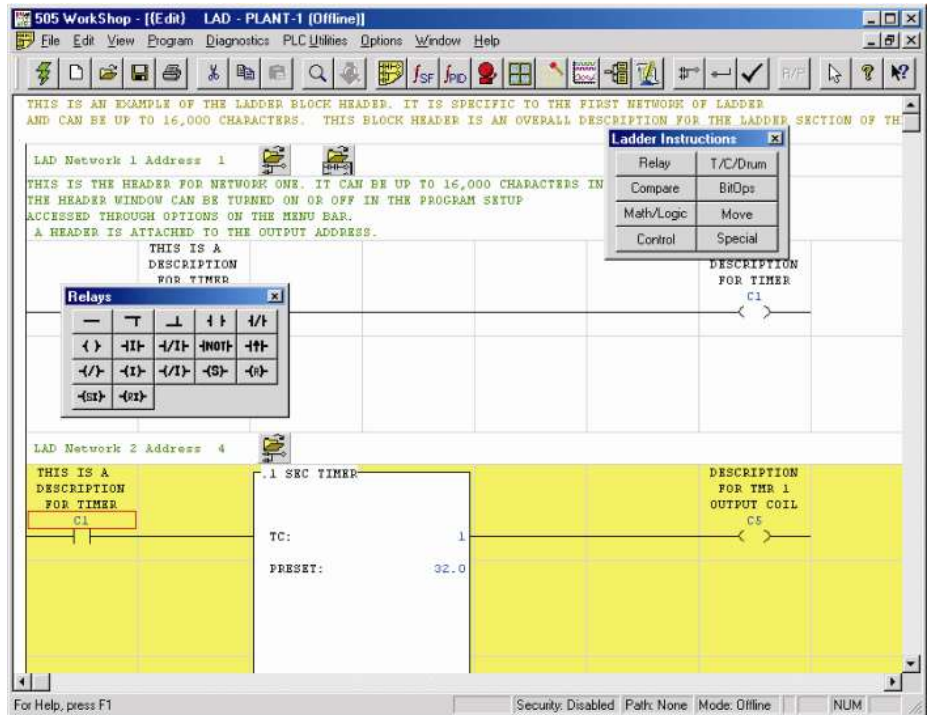 505 WorkShop - [(Edit) LAD - PLANT-1 (Offline)]
File Edit View Program Diagnostics PLC Utilities Options Window Help
SF PID R/P
THIS IS AN EXAMPLE OF THE LADDER BLOCK HEADER. IT IS SPECIFIC TO THE FIRST NETWORK OF LADDER
AND CAN BE UP TO 16,000 CHARACTERS. THIS BLOCK HEADER IS AN OVERALL DESCRIPTION FOR THE LADDER SECTION OF TH
Ladder Instructions
Relay T/C/Drum
Compare BitOps
Math/Logic Move
Control Special
LAD Network 1 Address 1
THIS IS THE HEADER FOR NETWORK ONE. IT CAN BE UP TO 16,000 CHARACTERS IN
THE HEADER WINDOW CAN BE TURNED ON OR OFF IN THE PROGRAM SETUP
ACCESSED THROUGH OPTIONS ON THE MENU BAR.
A HEADER IS ATTACHED TO THE OUTPUT ADDRESS.
THIS IS A
DESCRIPTION
FOR TIMER
DESCRIPTION
FOR TIMER
C1
Relays
NOT
S R
SI RI
LAD Network 2 Address 4
THIS IS A
DESCRIPTION
FOR TIMER
C1
.1 SEC TIMER
TC: 1
PRESET: 32.0
DESCRIPTION
FOR TMR 1
OUTPUT COIL
C5
For Help, press F1
Security: Disabled Path: None Mode: Offline NUM